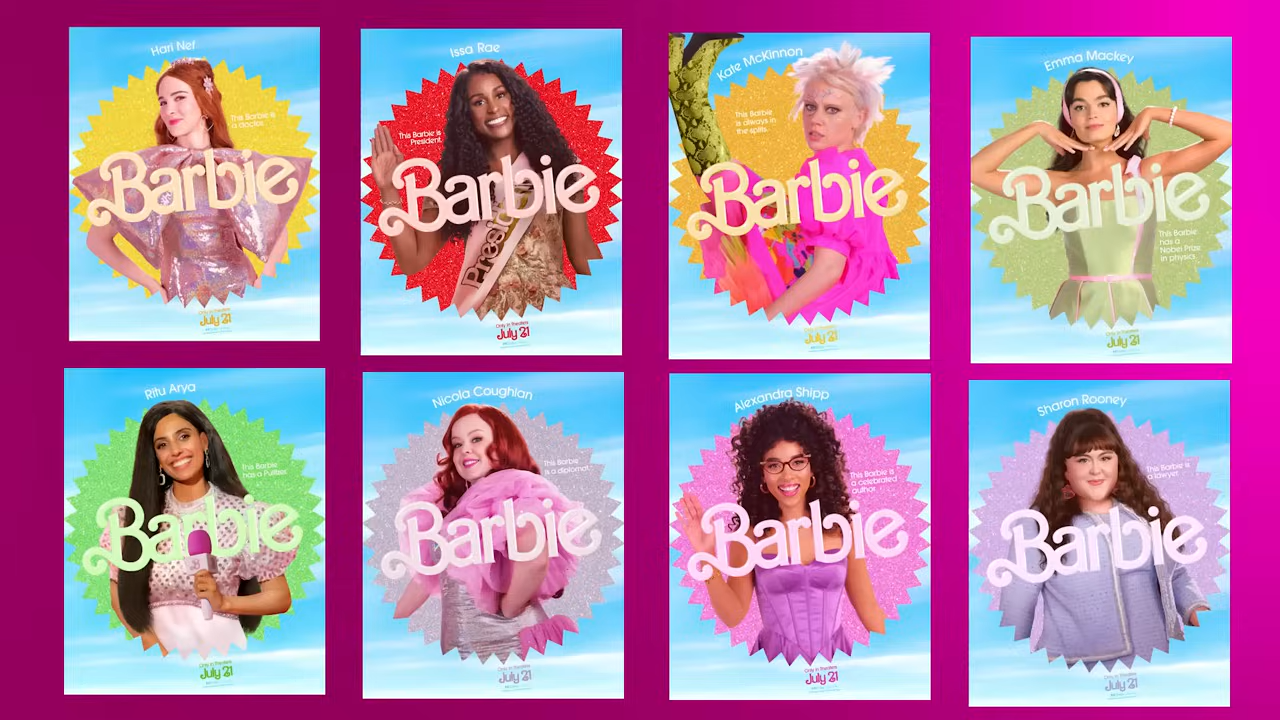 Hari Nef
This Barbie is
a doctor.
Barbie
Only in Theaters
July 21
Issa Rae
This Barbie is
President.
Barbie
President
Only in Theaters
July 21
Kate McKinnon
This Barbie
is always in
the splits.
Barbie
July 21
Emma Mackey
Barbie
This Barbie
has a
Nobel Prize
in physics.
Only in Theaters
July 21
Ritu Arya
This Barbie
has a Pulitzer.
Barbie
Only in Theaters
July 21
Nicola Coughlan
This Barbie
is a diplomat.
Barbie
Only in Theaters
July 21
Alexandra Shipp
This Barbie is
a celebrated
author.
Barbie
Only in Theaters
July 21
Sharon Rooney
This Barbie is
a lawyer.
Barbie
Only in Theaters
July 21